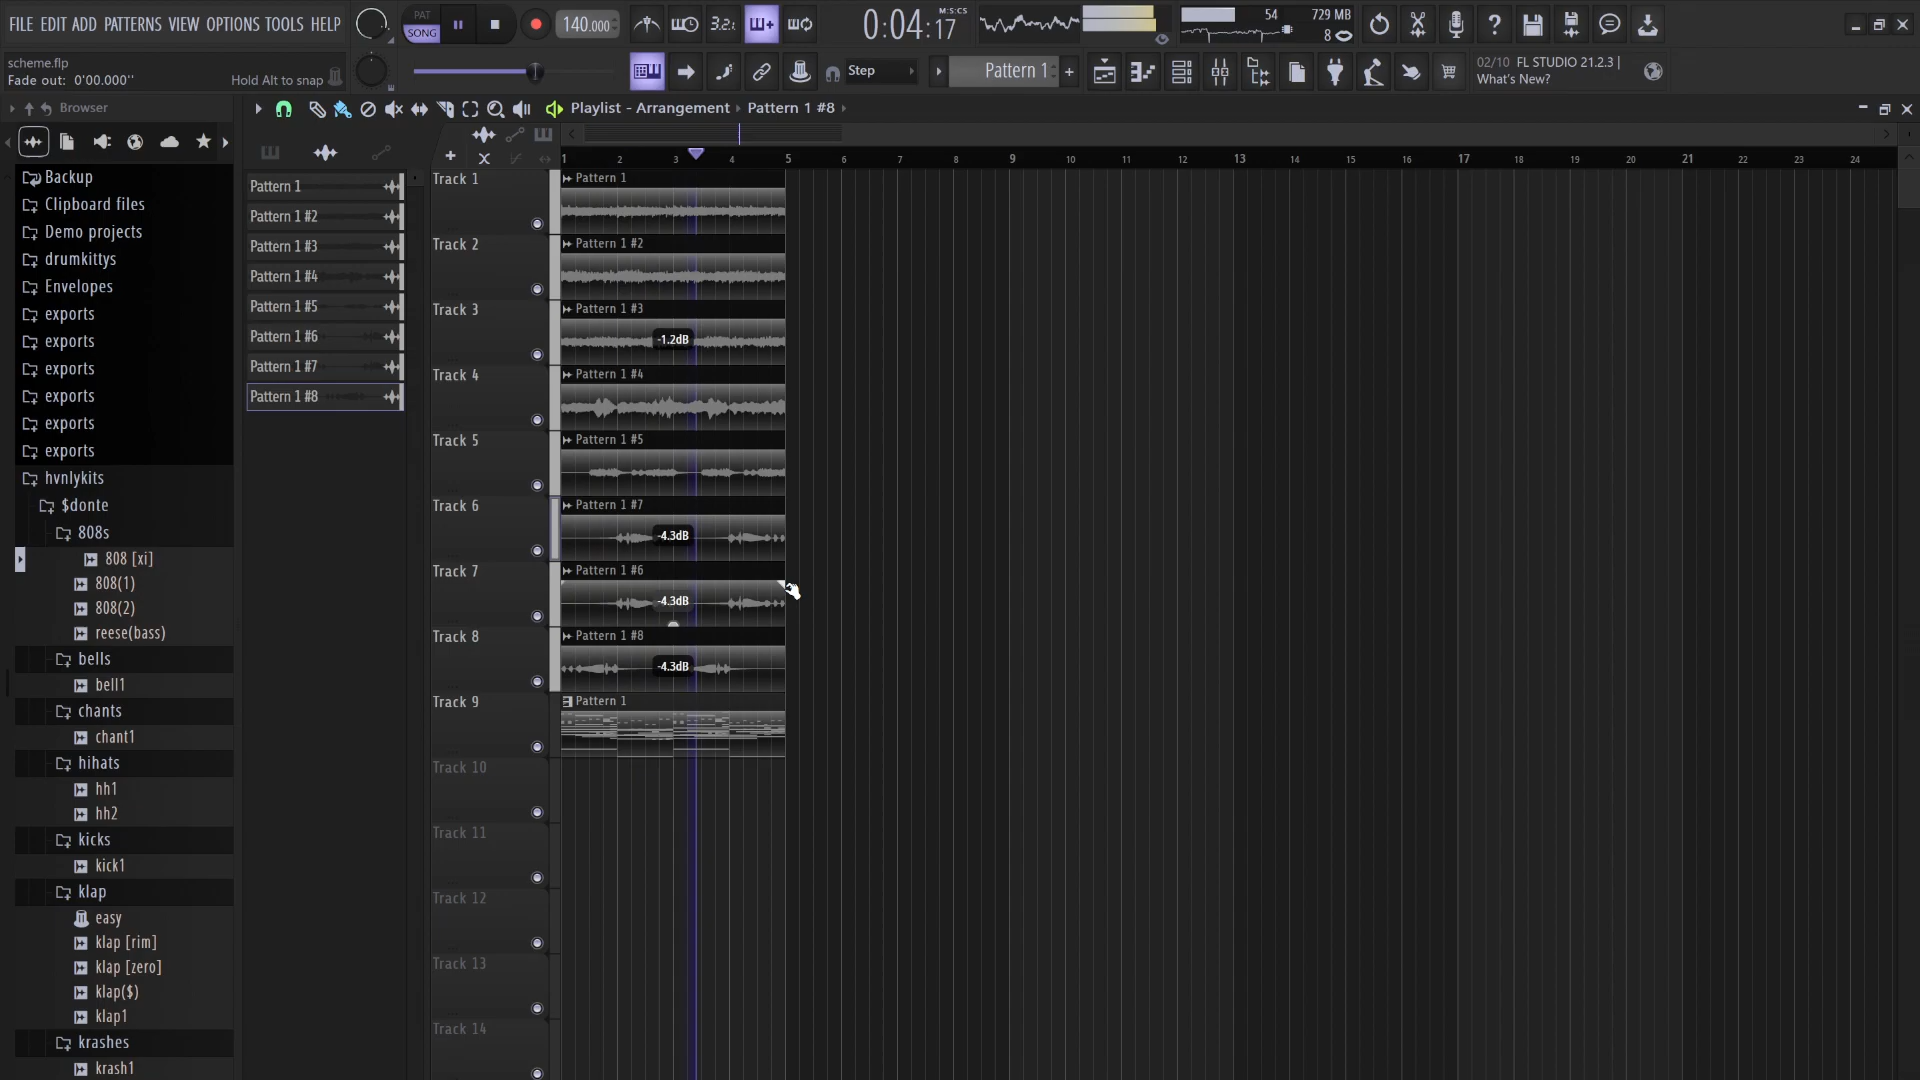 FILE EDIT ADD PATTERNS VIEW OPTIONS TOOLS HELP
PAT
SONG
140.000
3.2.
0:04:17
M:S:CS
54
729 MB
8
scheme.flp
Fade out: 0'00.000''
Hold Alt to snap
Step
Pattern 1
+
02/10 FL STUDIO 21.2.3 |
What's New?
Browser
Playlist - Arrangement
Pattern 1 #8
Backup
Clipboard files
Demo projects
drumkittys
Envelopes
exports
exports
exports
exports
exports
exports
hvnlykits
$donte
808s
808 [xi]
808(1)
808(2)
reese(bass)
bells
bell1
chants
chant1
hihats
hh1
hh2
kicks
kick1
klap
easy
klap [rim]
klap [zero]
klap($)
klap1
krashes
krash1
Pattern 1
Pattern 1 #2
Pattern 1 #3
Pattern 1 #4
Pattern 1 #5
Pattern 1 #6
Pattern 1 #7
Pattern 1 #8
1 2 3 4 5 6 7 8 9 10 11 12 13 14 15 16 17 18 19 20 21 22 23 24
Track 1
Pattern 1
Track 2
Pattern 1 #2
Track 3
Pattern 1 #3
-1.2dB
Track 4
Pattern 1 #4
Track 5
Pattern 1 #5
Track 6
Pattern 1 #7
-4.3dB
Track 7
Pattern 1 #6
-4.3dB
Track 8
Pattern 1 #8
-4.3dB
Track 9
Pattern 1
Track 10
Track 11
Track 12
Track 13
Track 14